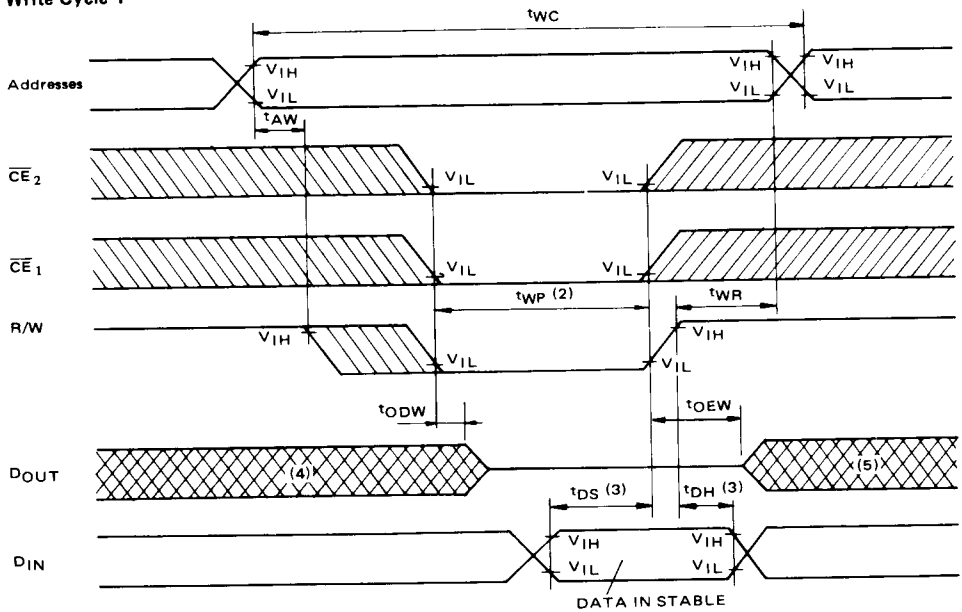 Write Cycle 1
tWC
Addresses
VIH
VIL
VIH
VIL
VIH
VIL
tAW
CE2
VIL
VIL
CE1
VIL
VIL
tWP (2)
tWR
R/W
VIH
VIL
VIH
VIL
tODW
tOEW
DOUT
(4)
(5)
tDS (3)
tDH (3)
DIN
VIH
VIL
VIH
VIL
DATA IN STABLE